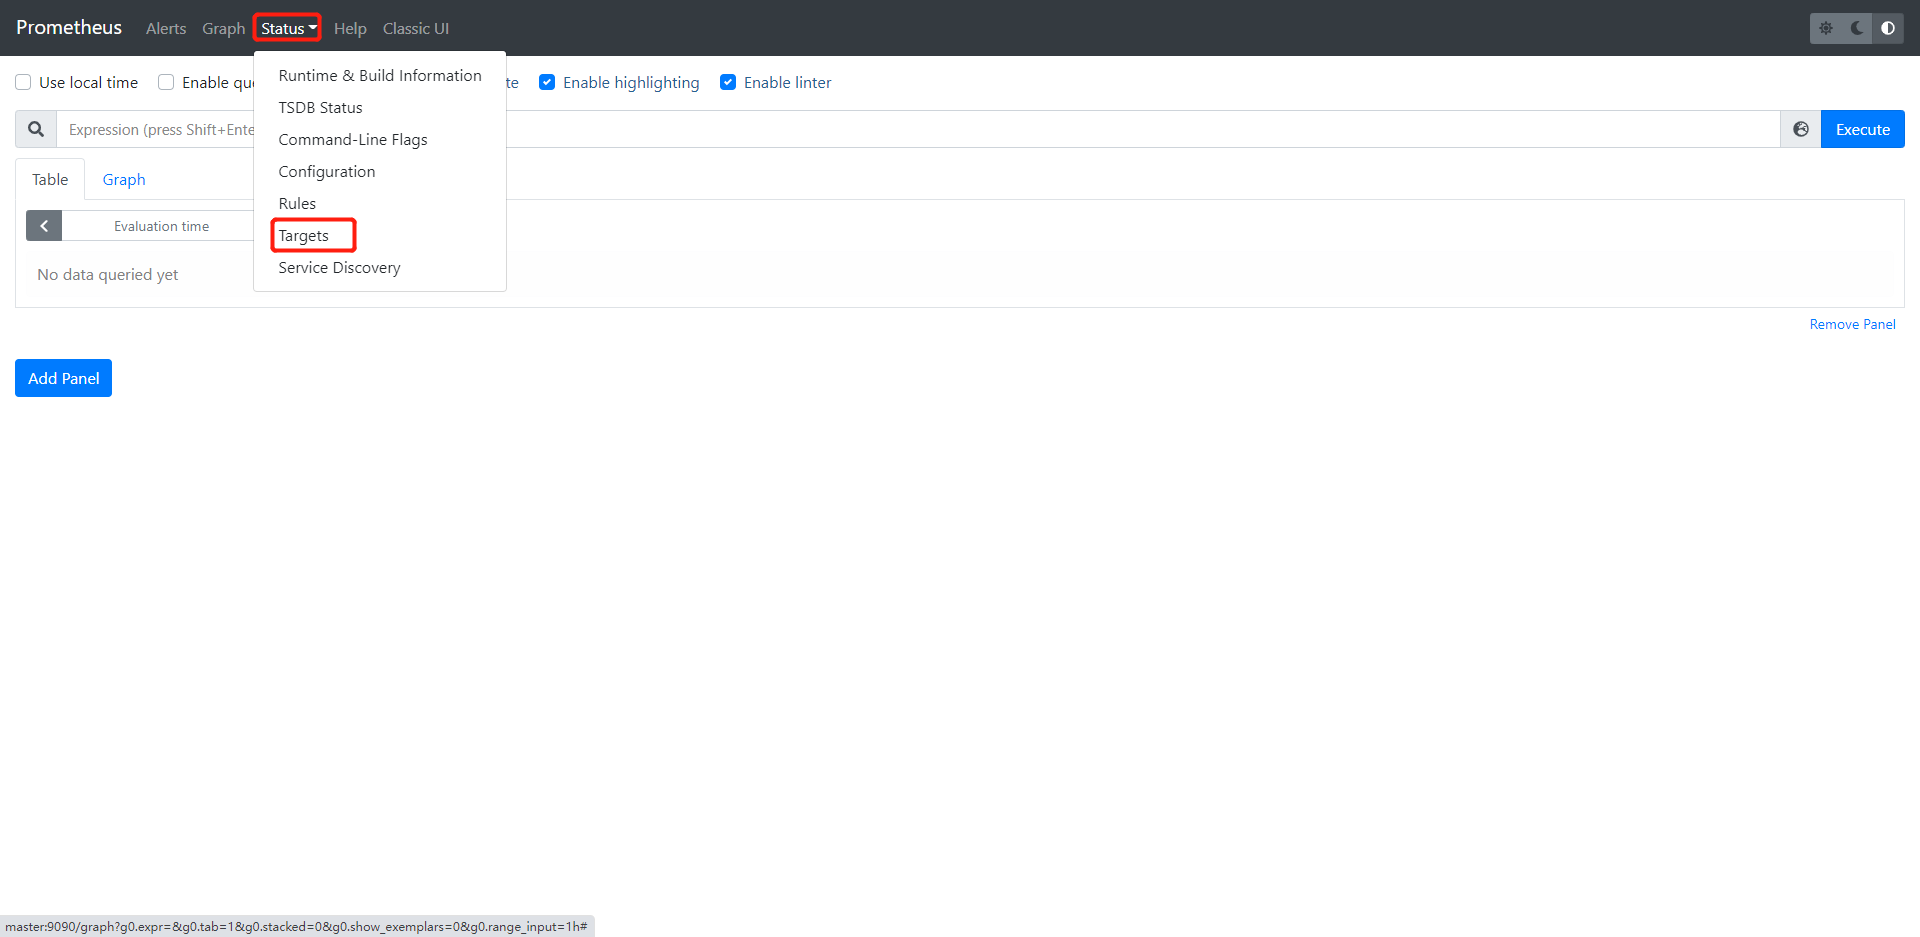 Prometheus Alerts Graph Status Help Classic UI
Use local time Enable qu te Enable highlighting Enable linter
Expression (press Shift+Ente Execute
Runtime & Build Information
TSDB Status
Command-Line Flags
Configuration
Rules
Targets
Service Discovery
Table Graph
Evaluation time
No data queried yet
Remove Panel
Add Panel
master:9090/graph?g0.expr=&g0.tab=1&g0.stacked=0&g0.show_exemplars=0&g0.range_input=1h#